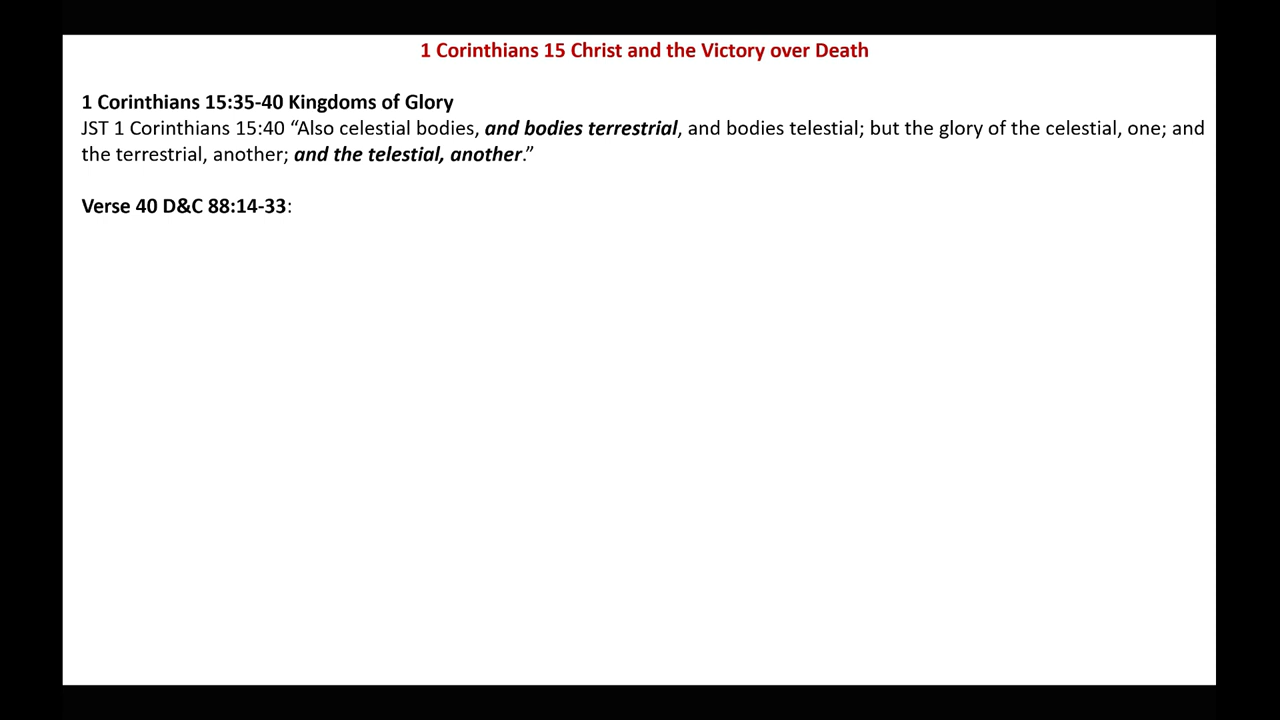 1 Corinthians 15 Christ and the Victory over Death
1 Corinthians 15:35-40 Kingdoms of Glory
JST 1 Corinthians 15:40 “Also celestial bodies, and bodies terrestrial, and bodies telestial; but the glory of the celestial, one; and
the terrestrial, another; and the telestial, another.”
Verse 40 D&C 88:14-33: